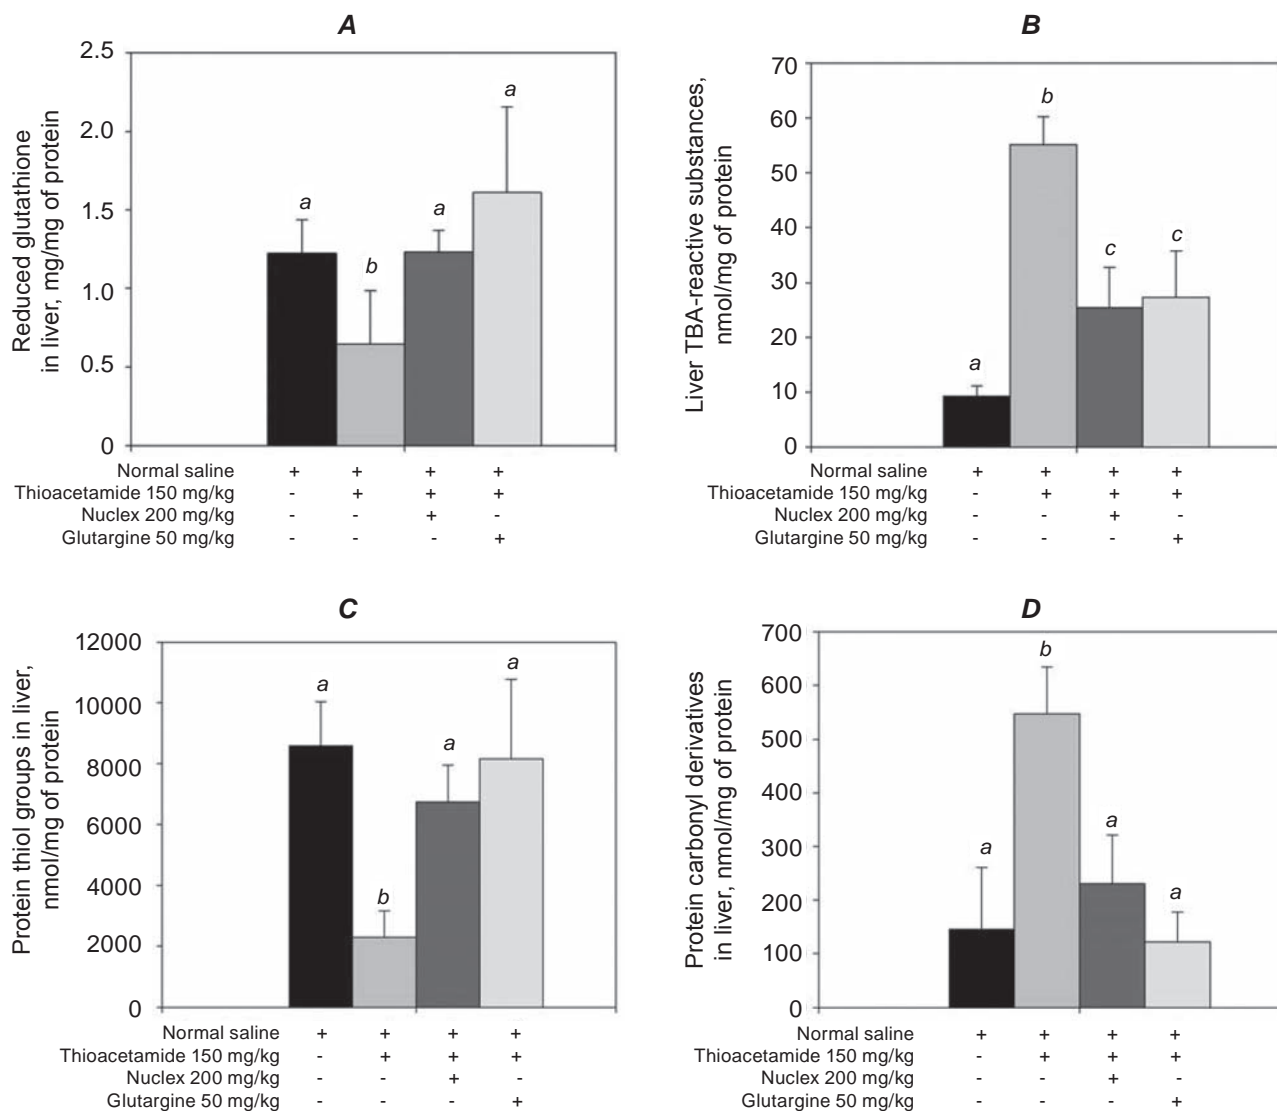 A
Reduced glutathione
in liver, mg/mg of protein
2.5
2.0
1.5
1.0
0.5
0
a
b
a
a
Normal saline + + + +
Thioacetamide 150 mg/kg - + + +
Nuclex 200 mg/kg - - + -
Glutargine 50 mg/kg - - - +
B
Liver TBA-reactive substances,
nmol/mg of protein
70
60
50
40
30
20
10
0
a
b
c
c
Normal saline + + + +
Thioacetamide 150 mg/kg - + + +
Nuclex 200 mg/kg - - + -
Glutargine 50 mg/kg - - - +
C
Protein thiol groups in liver,
nmol/mg of protein
12000
10000
8000
6000
4000
2000
0
a
b
a
a
Normal saline + + + +
Thioacetamide 150 mg/kg - + + +
Nuclex 200 mg/kg - - + -
Glutargine 50 mg/kg - - - +
D
Protein carbonyl derivatives
in liver, nmol/mg of protein
700
600
500
400
300
200
100
0
a
b
a
a
Normal saline + + + +
Thioacetamide 150 mg/kg - + + +
Nuclex 200 mg/kg - - + -
Glutargine 50 mg/kg - - - +